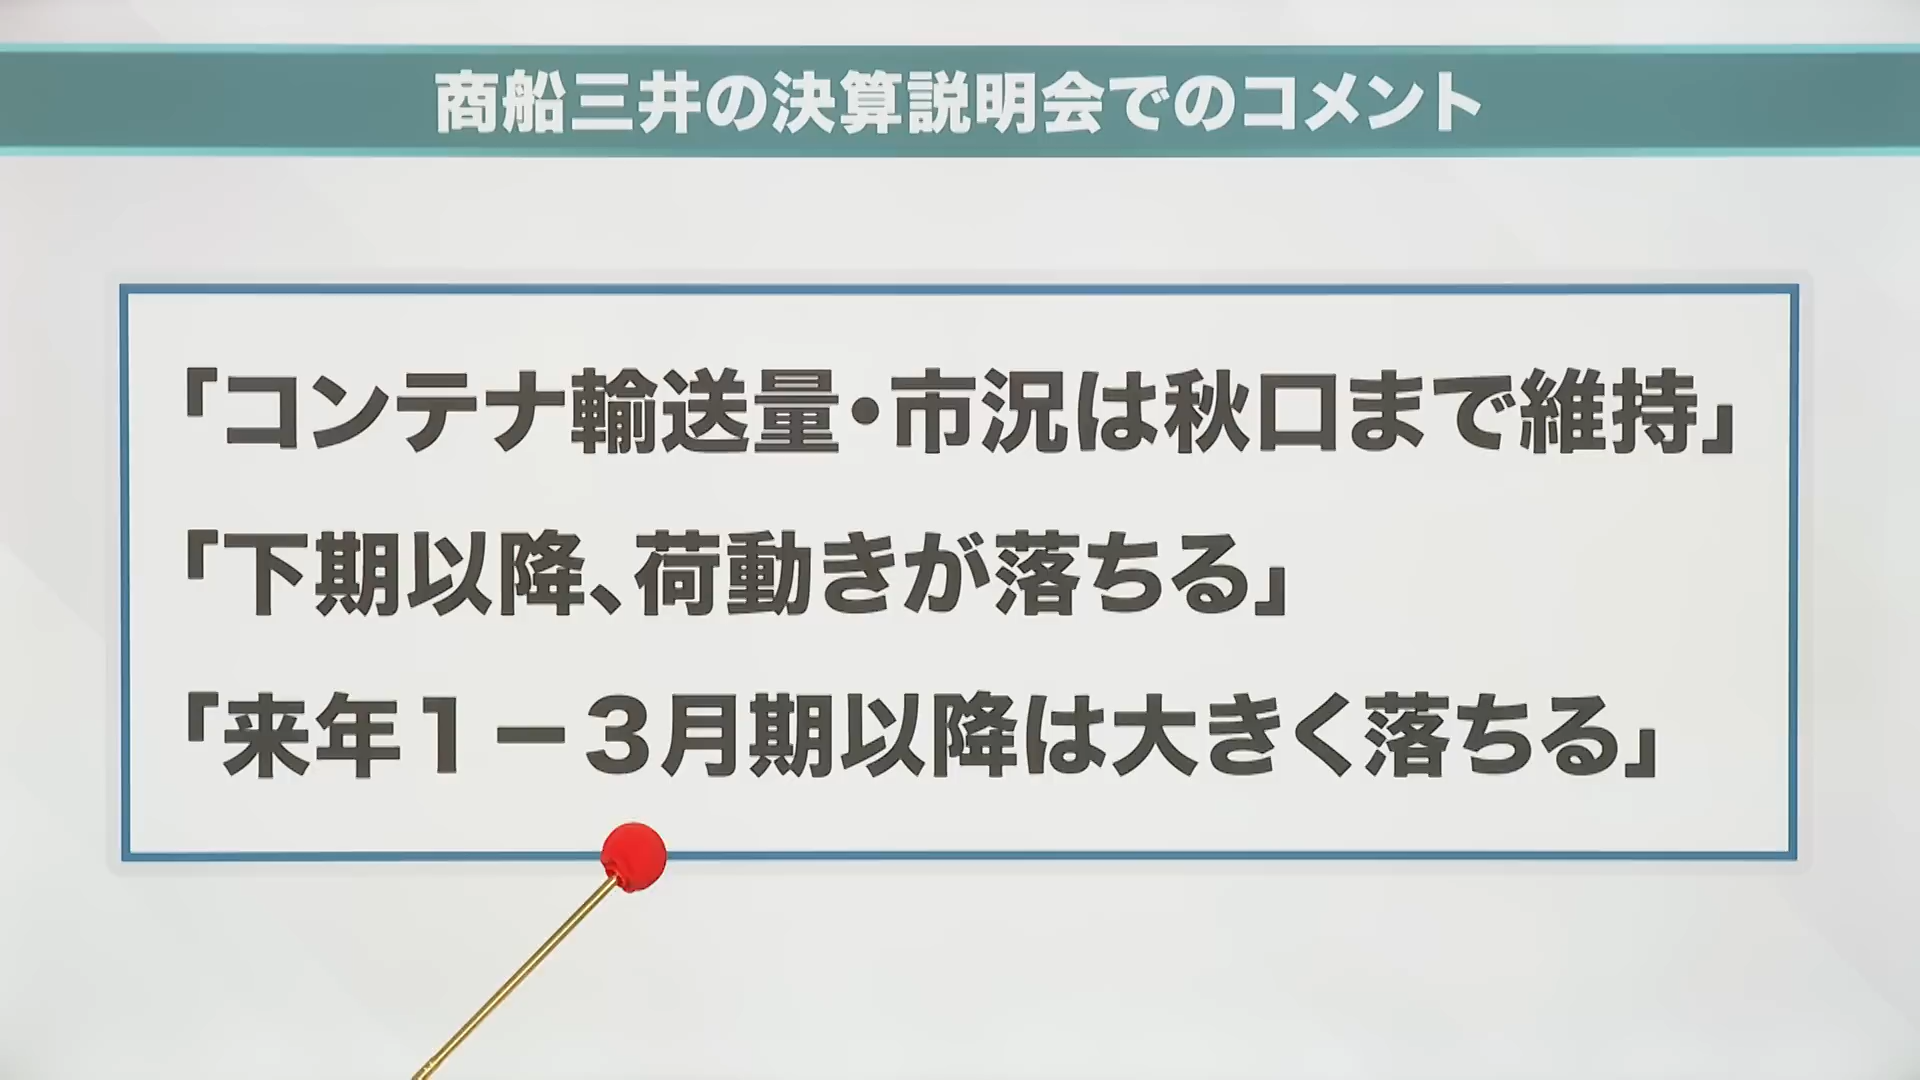 商船三井の決算説明会でのコメント
「コンテナ輸送量・市況は秋口まで維持」
「下期以降、荷動きが落ちる」
「来年１－３月期以降は大きく落ちる」